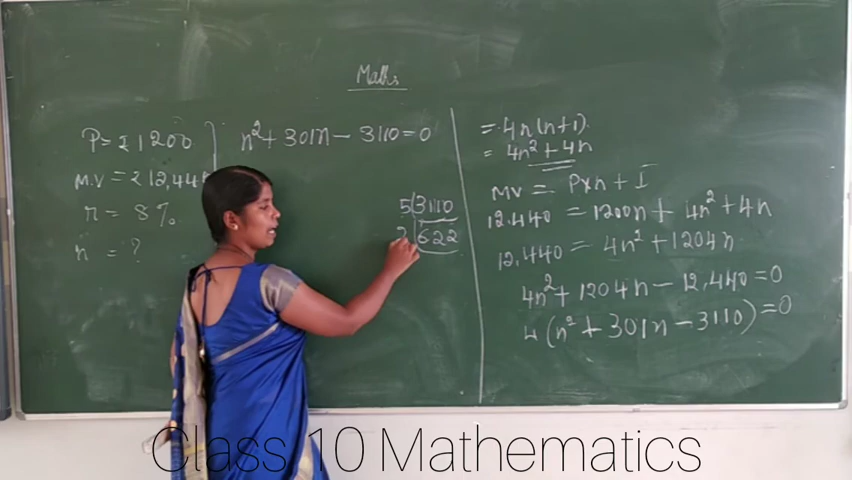 Maths
P = ₹ 1200
M.V = ₹ 12,44
r = 8%
n = ?
n² + 301n - 3110 = 0
5 3110
2 622
= 4n(n+1)
= 4n² + 4n
MV = P×n + I
12,440 = 1200n + 4n² + 4n
12,440 = 4n² + 1204n
4n² + 1204n - 12,440 = 0
4(n² + 301n - 3110) = 0
Class 10 Mathematics